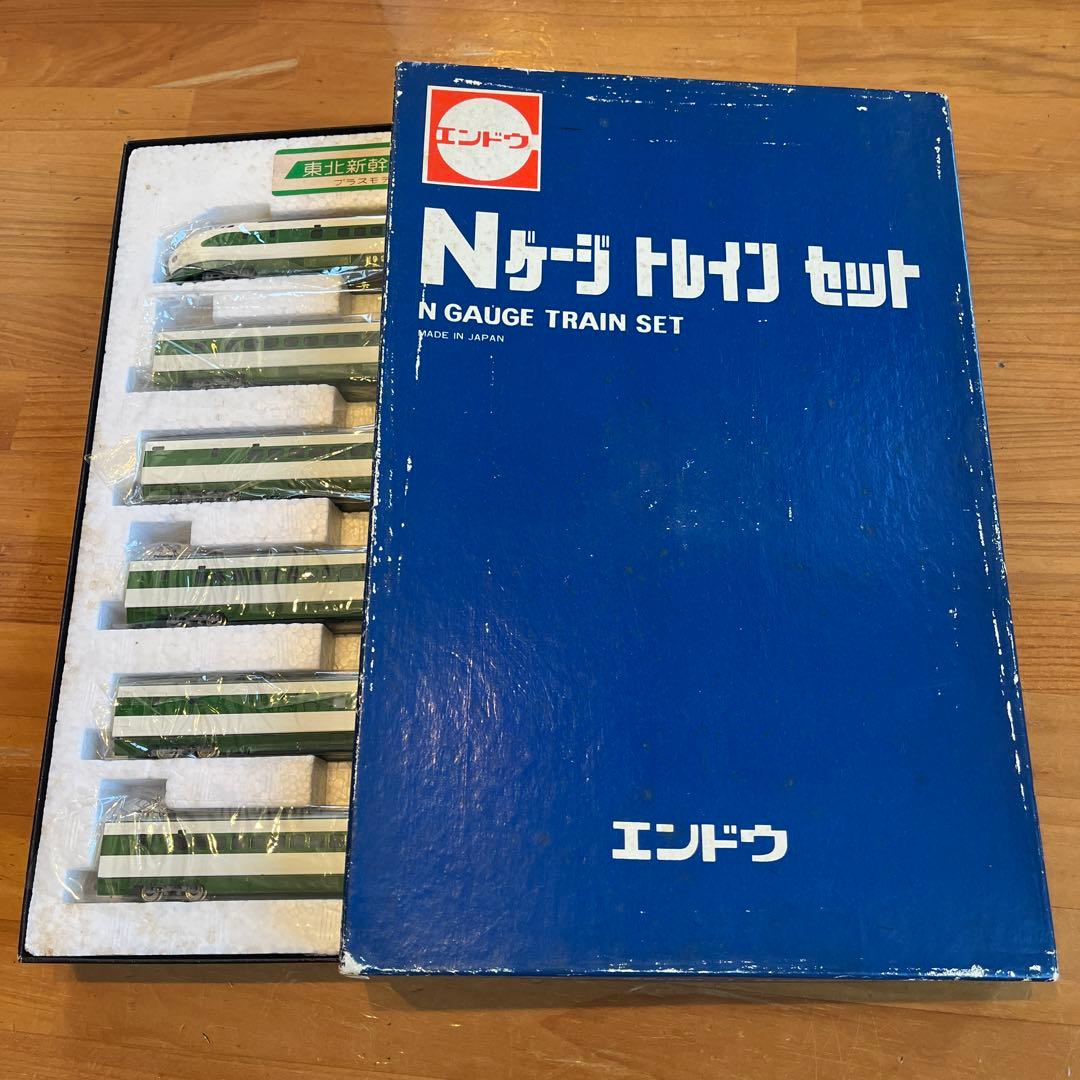 エンドウ
Nゲージ トレイン セット
N GAUGE TRAIN SET
MADE IN JAPAN
東北新幹
プラスモデ
エンドウ